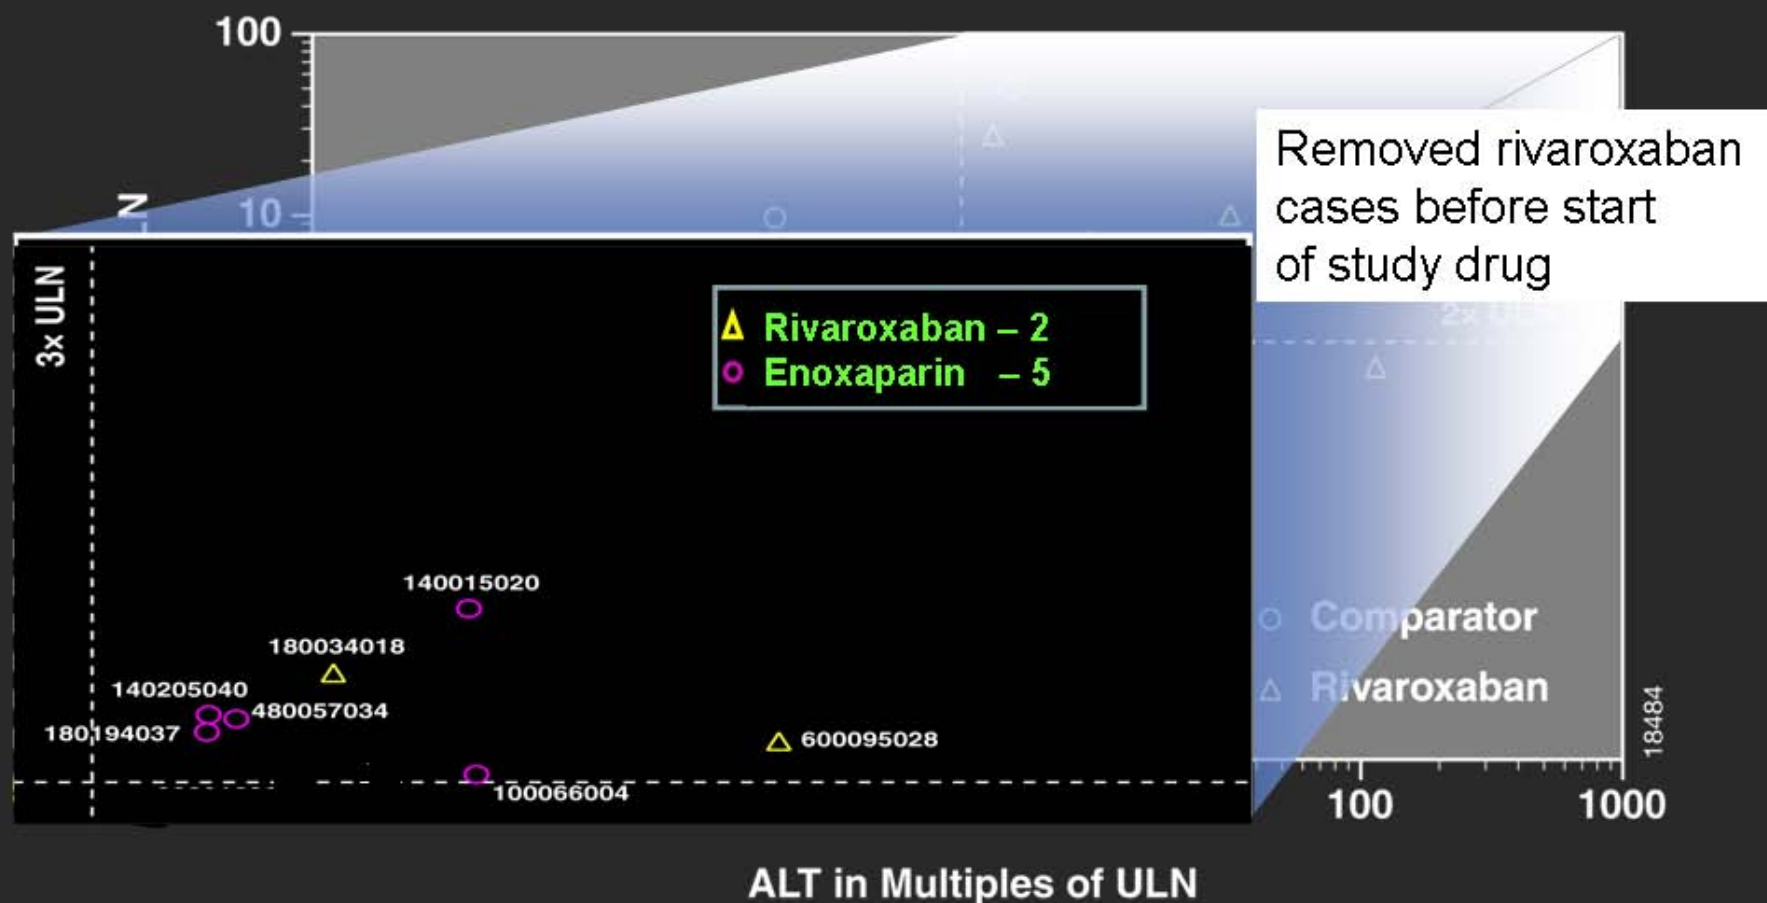 100
10
N
Removed rivaroxaban
cases before start
of study drug
3x ULN
Rivaroxaban – 2
Enoxaparin – 5
140015020
180034018
140205040
480057034
180194037
600095028
100066004
Comparator
Rivaroxaban
18484
100
1000
ALT in Multiples of ULN